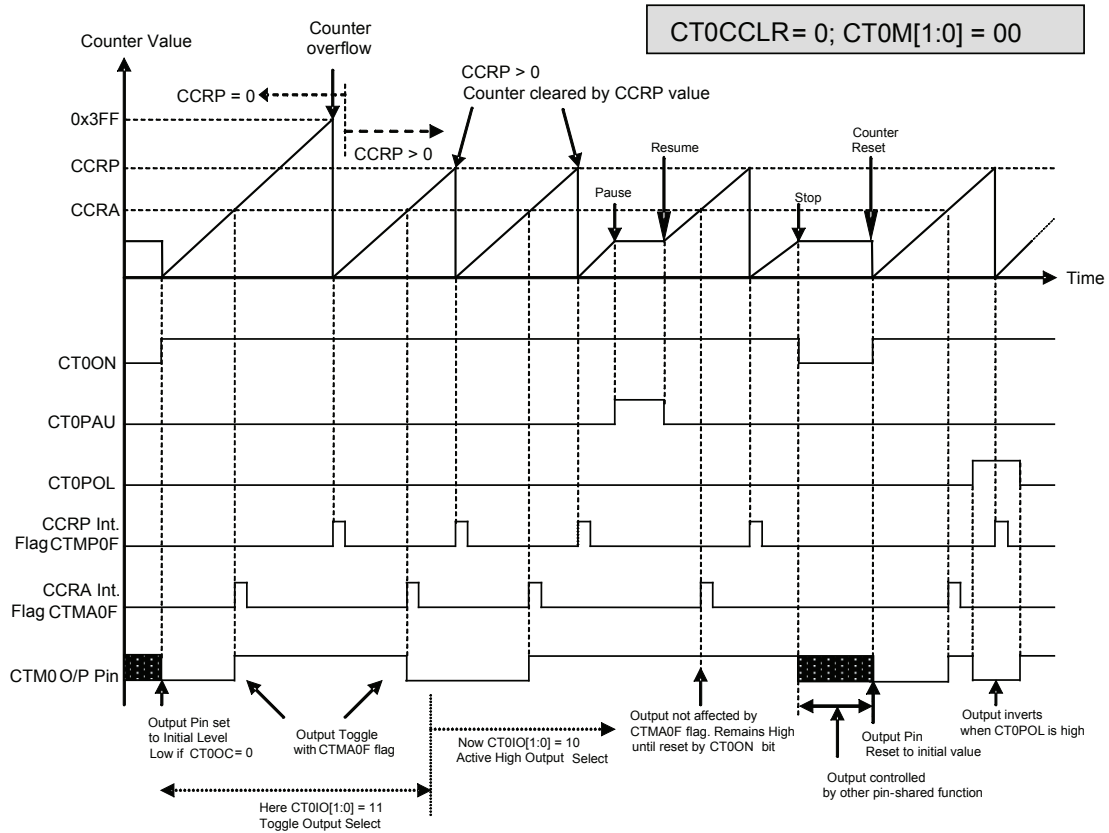 CT0CCLR = 0; CT0M[1:0] = 00
Counter Value
Counter
overflow
CCRP = 0
CCRP > 0
CCRP > 0
Counter cleared by CCRP value
0x3FF
CCRP
CCRA
Pause
Resume
Stop
Counter
Reset
Time
CT0ON
CT0PAU
CT0POL
CCRP Int.
Flag CTMP0F
CCRA Int.
Flag CTMA0F
CTM0 O/P Pin
Output Pin set
to Initial Level
Low if CT0OC= 0
Output Toggle
with CTMA0F flag
Here CT0IO[1:0] = 11
Toggle Output Select
Now CT0IO[1:0] = 10
Active High Output Select
Output not affected by
CTMA0F flag. Remains High
until reset by CT0ON bit
Output controlled
by other pin-shared function
Output Pin
Reset to initial value
Output inverts
when CT0POL is high